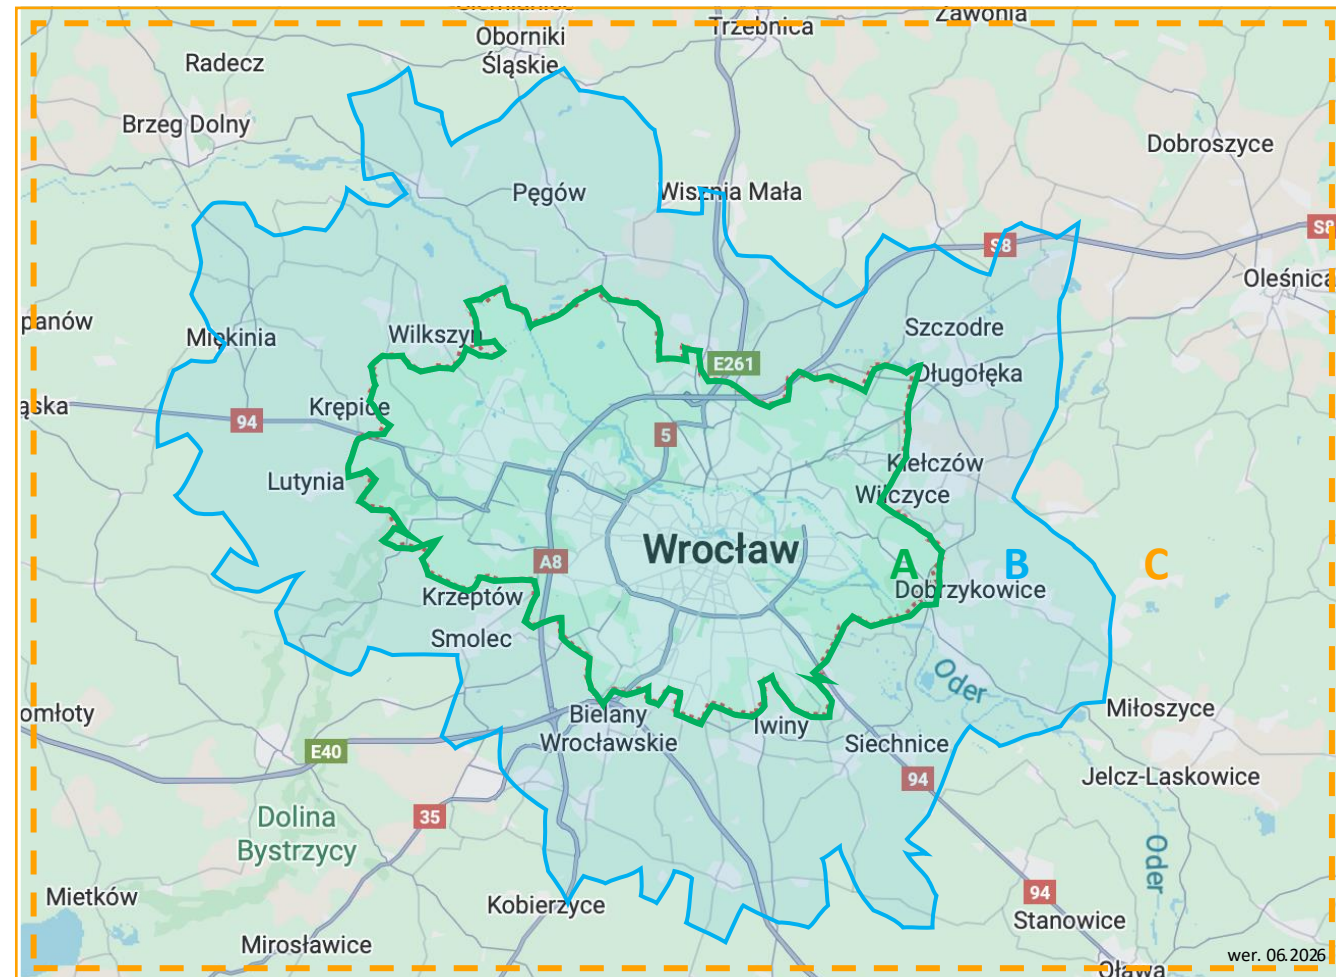 Zawonia
Trzebnica
Oborniki
Śląskie
Radecz
Brzeg Dolny
Dobroszyce
Pęgów
Wisznia Mała
S8
S8
Oleśnica
panów
Miękinia
Wilkszyn
Szczodre
E261
Długołęka
ąska
94
Krępice
5
Kiełczów
Lutynia
Wilczyce
Wrocław
A8
A
B
C
Dobrzykowice
Krzeptów
Smolec
Oder
omłoty
Bielany
Wrocławskie
Iwiny
Miłoszyce
Siechnice
E40
94
Jelcz-Laskowice
35
Dolina
Bystrzycy
Oder
Mietków
Kobierzyce
94
Stanowice
Mirosławice
wer. 06.2026
Oława